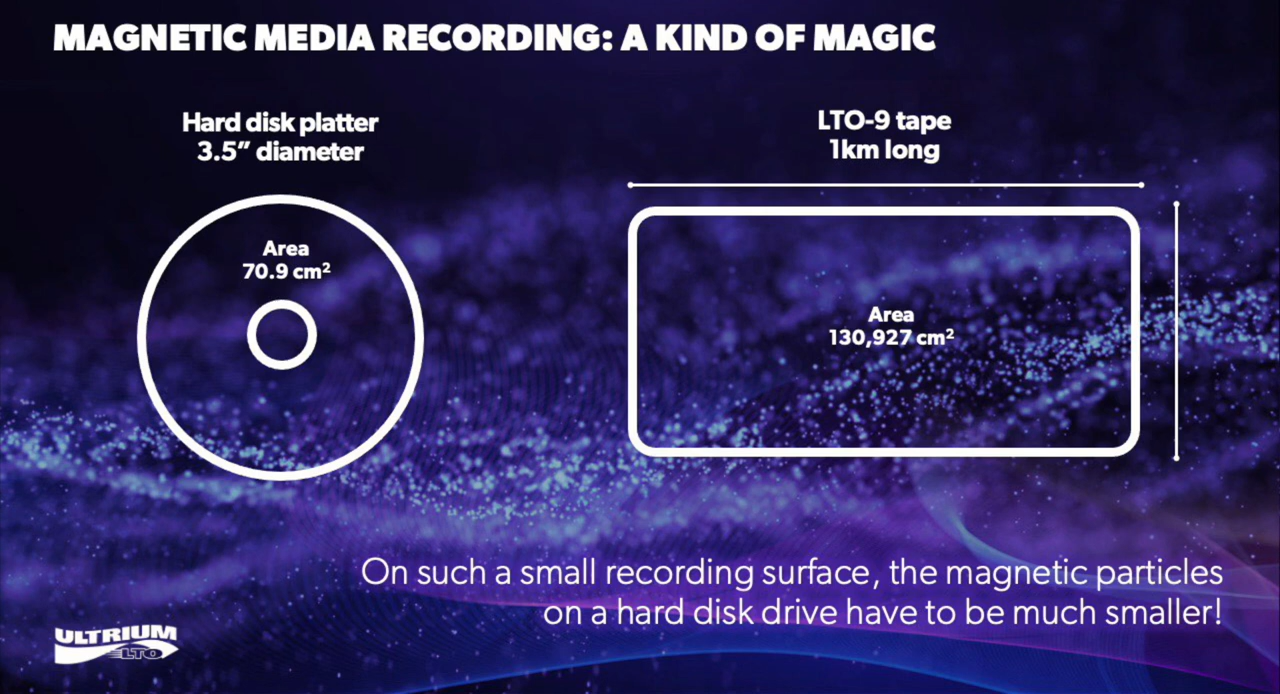 MAGNETIC MEDIA RECORDING: A KIND OF MAGIC
Hard disk platter
3.5” diameter
Area
70.9 cm²
LTO-9 tape
1km long
Area
130,927 cm²
On such a small recording surface, the magnetic particles
on a hard disk drive have to be much smaller!
ULTRIUM
LTO